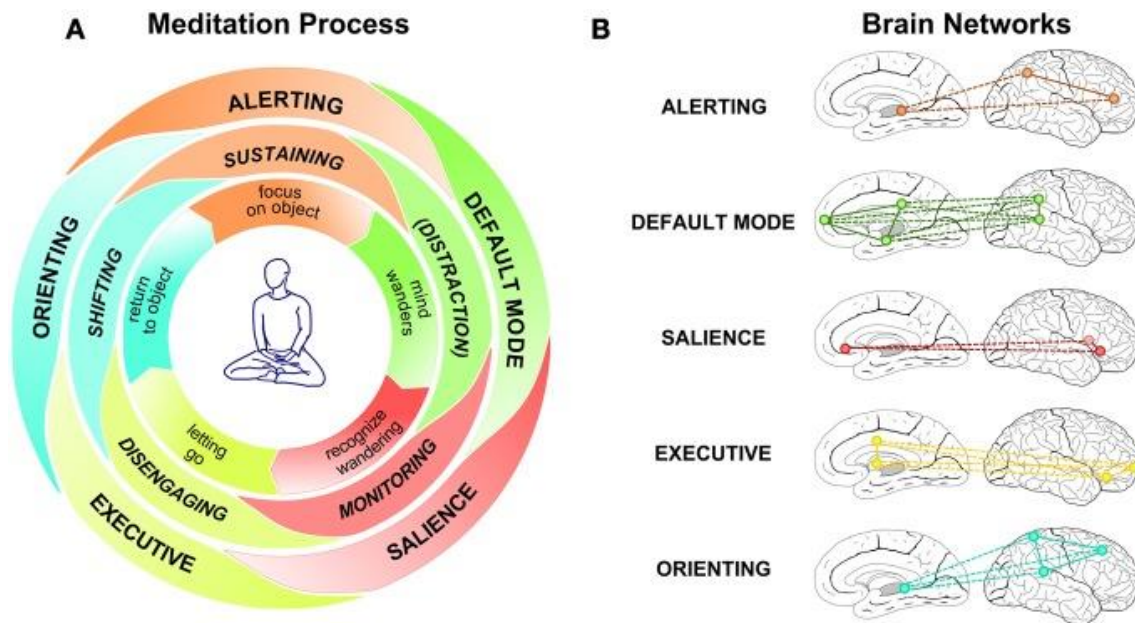 A Meditation Process
ALERTING
SUSTAINING
focus
on object
DEFAULT MODE
(DISTRACTION)
mind
wanders
SALIENCE
MONITORING
recognize
wandering
EXECUTIVE
DISENGAGING
letting
go
ORIENTING
SHIFTING
return
to object
B Brain Networks
ALERTING
DEFAULT MODE
SALIENCE
EXECUTIVE
ORIENTING